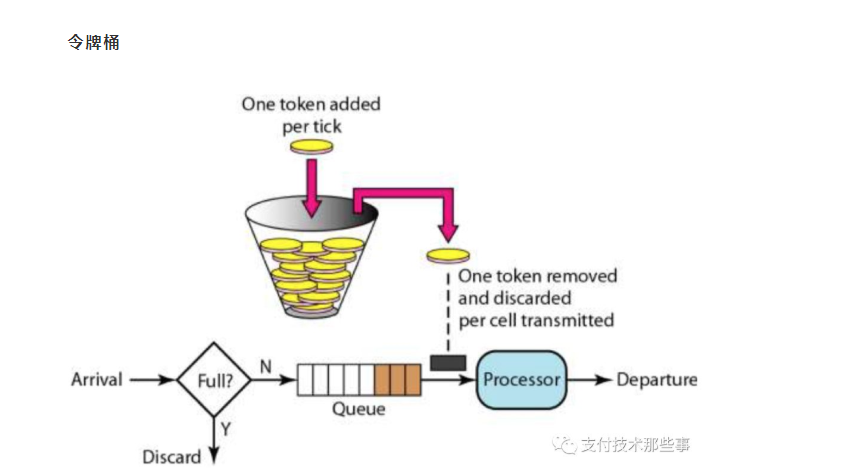 令牌桶
One token added
per tick
One token removed
and discarded
per cell transmitted
Arrival
Full?
N
Queue
Processor
Departure
Y
Discard
支付技术那些事